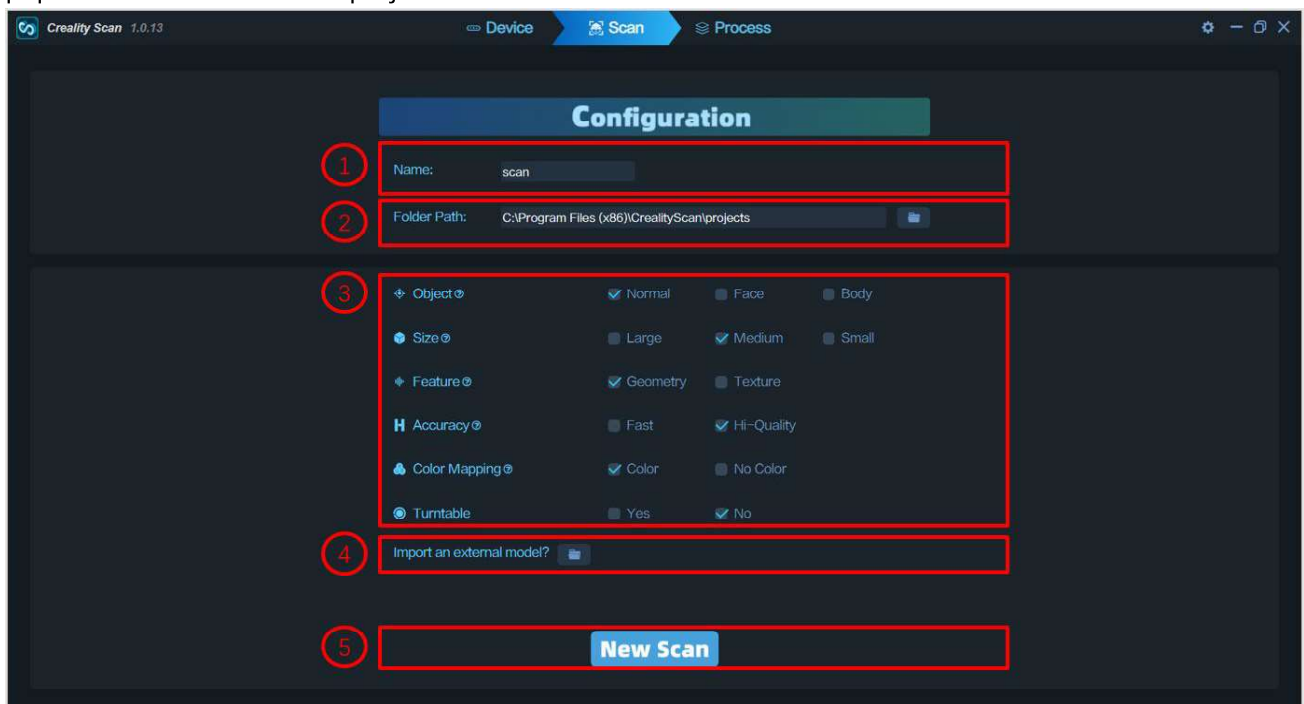 Creality Scan 1.0.13 Device Scan Process
Configuration
1 Name: scan
2 Folder Path: C:\Program Files (x86)\CrealityScan\projects
3 Object Normal Face Body
Size Large Medium Small
Feature Geometry Texture
H Accuracy Fast Hi-Quality
Color Mapping Color No Color
Turntable Yes No
4 Import an external model?
5 New Scan